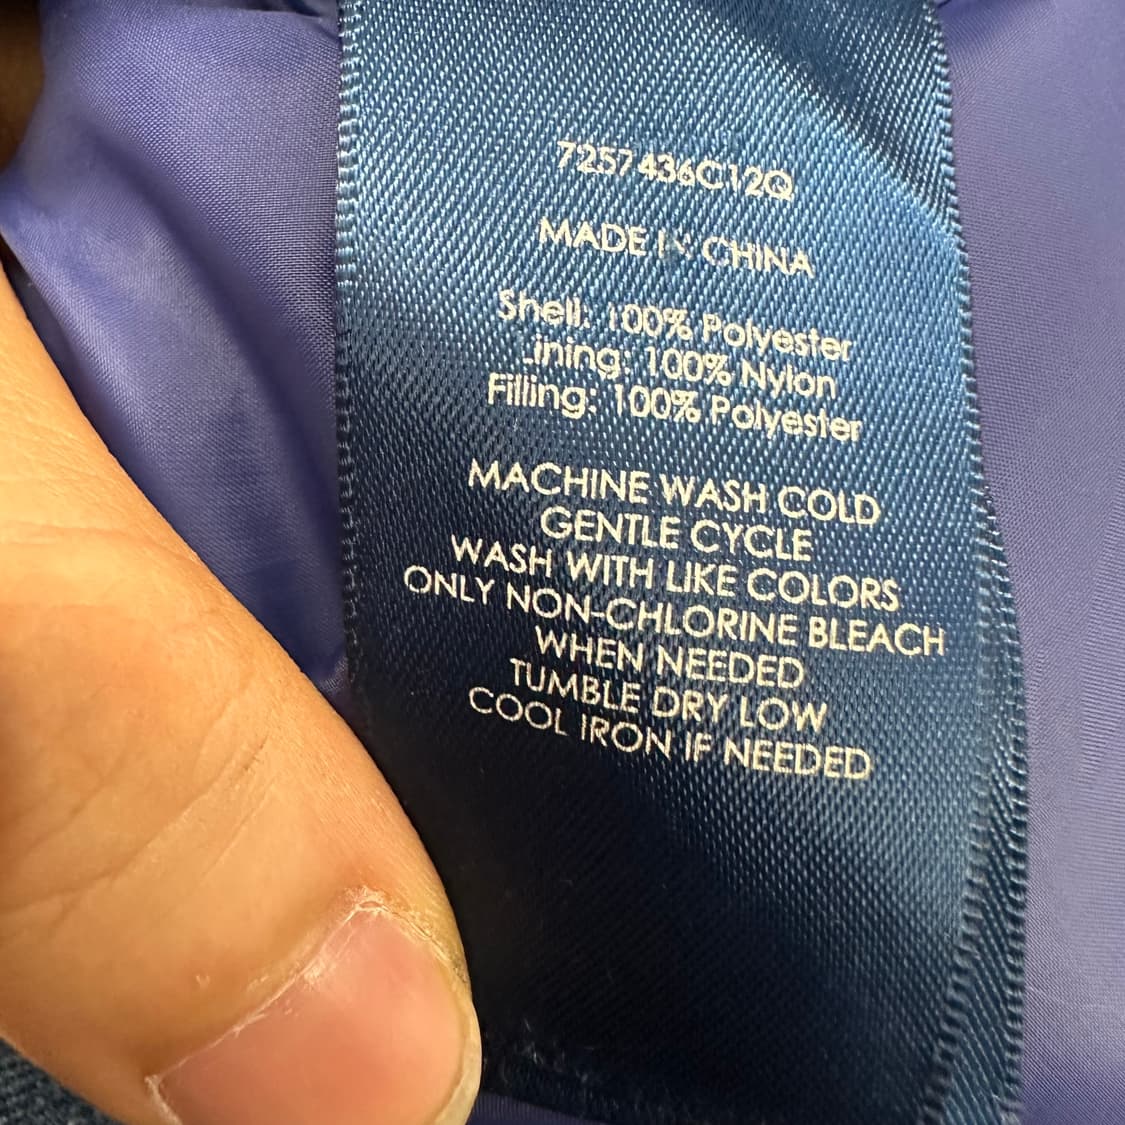 7257436C12Q
MADE IN CHINA
Shell: 100% Polyester
Lining: 100% Nylon
Filling: 100% Polyester
MACHINE WASH COLD
GENTLE CYCLE
WASH WITH LIKE COLORS
ONLY NON-CHLORINE BLEACH
WHEN NEEDED
TUMBLE DRY LOW
COOL IRON IF NEEDED